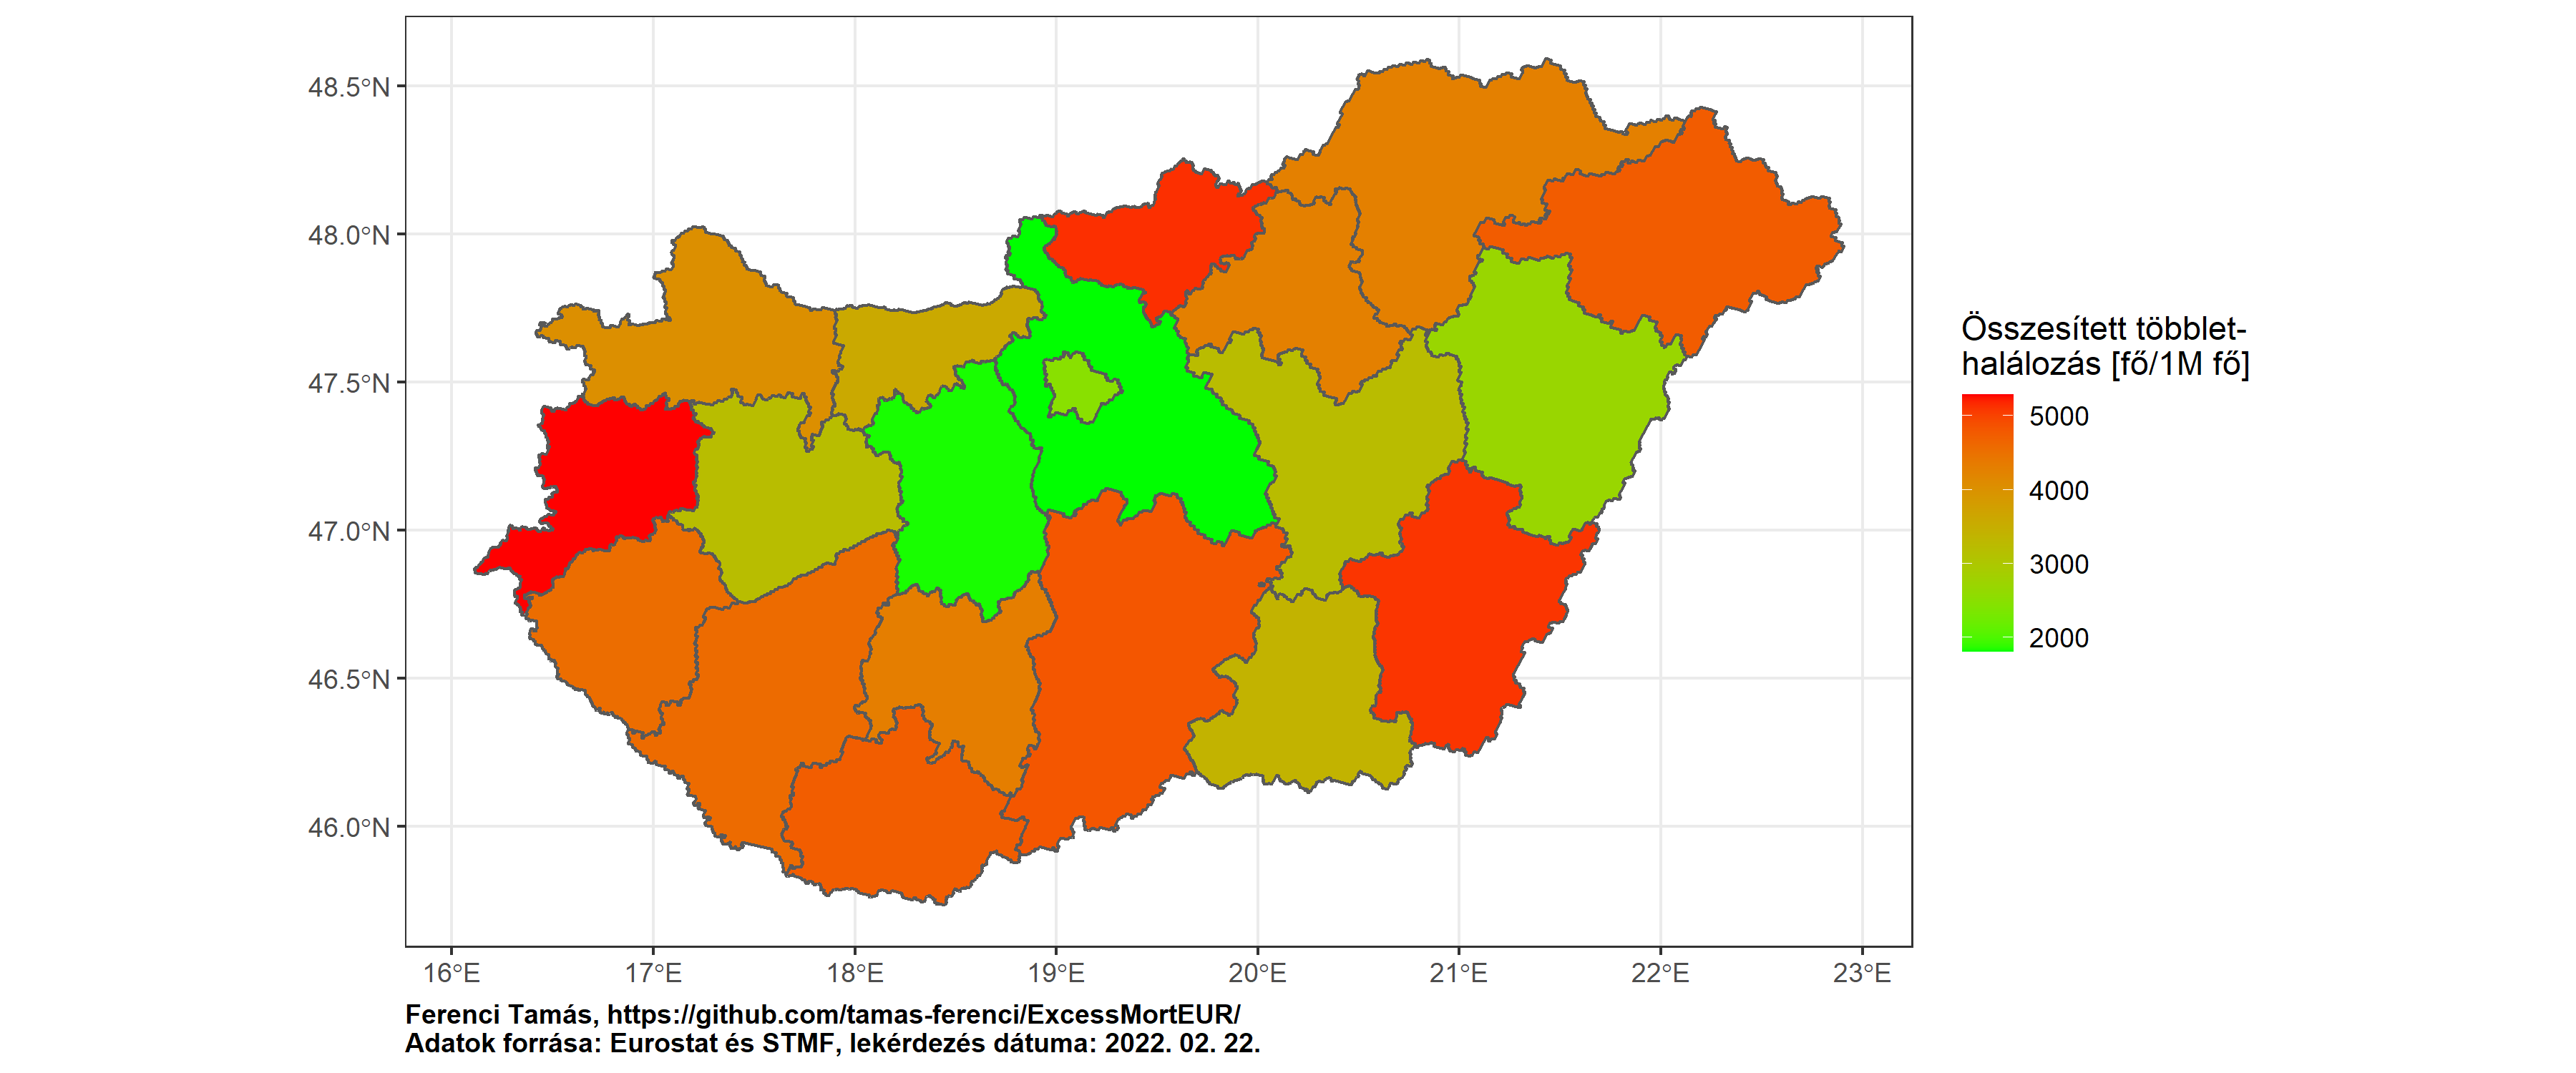 48.5°N
48.0°N
47.5°N
47.0°N
46.5°N
46.0°N
16°E 17°E 18°E 19°E 20°E 21°E 22°E 23°E
Összesített többlet-
halálozás [fő/1M fő]
5000
4000
3000
2000
Ferenci Tamás, https://github.com/tamas-ferenci/ExcessMortEUR/
Adatok forrása: Eurostat és STMF, lekérdezés dátuma: 2022. 02. 22.